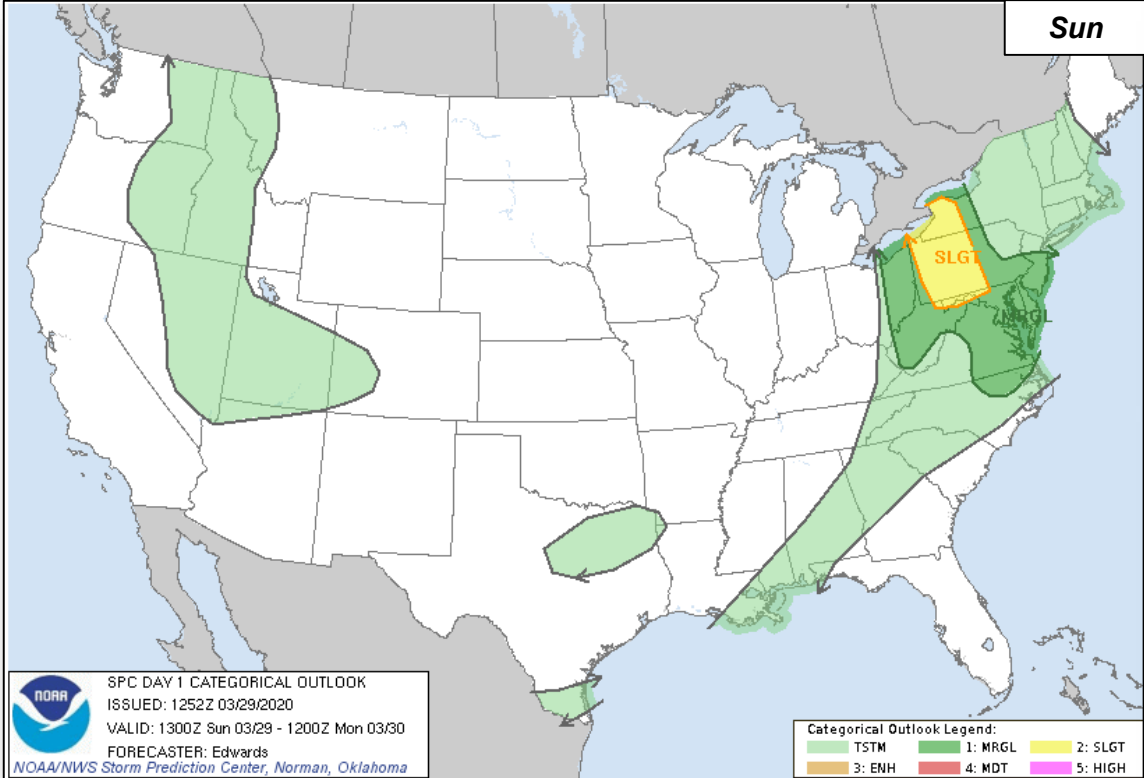 Sun
SLGT
MRGL
NOAA
SPC DAY 1 CATEGORICAL OUTLOOK
ISSUED: 1252Z 03/29/2020
VALID: 1300Z Sun 03/29 - 1200Z Mon 03/30
FORECASTER: Edwards
NOAA/NWS Storm Prediction Center, Norman, Oklahoma
Categorical Outlook Legend:
TSTM 1: MRGL 2: SLGT
3: ENH 4: MDT 5: HIGH